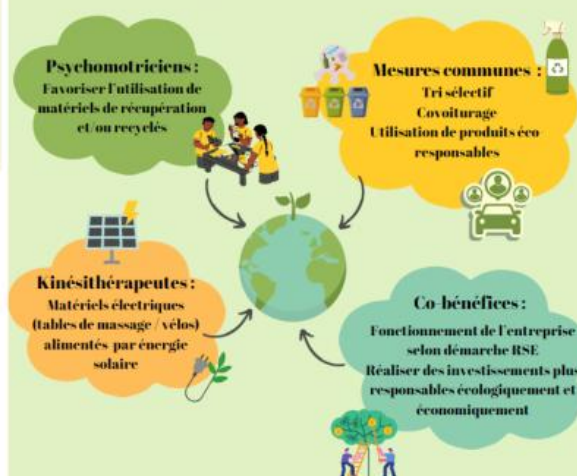 Psychomotriciens :
Favoriser l'utilisation de
matériels de récupération
et/ou recyclés
Mesures communes :
Tri sélectif
Covoiturage
Utilisation de produits éco
responsables
Kinésithérapeutes :
Matériels électriques
(tables de massage / vélos)
alimentés par énergie
solaire
Co-bénéfices :
Fonctionnement de l'entreprise
selon démarche RSE
Réaliser des investissements plus
responsables écologiquement et
économiquement